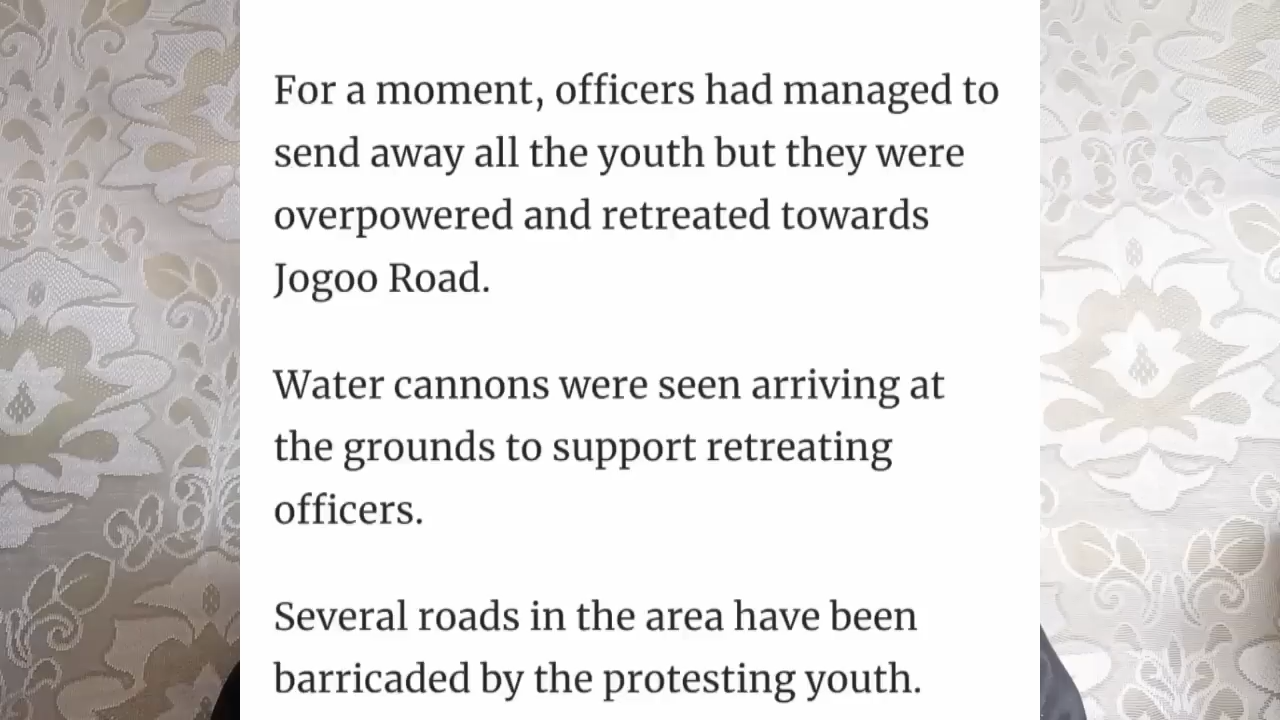 For a moment, officers had managed to
send away all the youth but they were
overpowered and retreated towards
Jogoo Road.
Water cannons were seen arriving at
the grounds to support retreating
officers.
Several roads in the area have been
barricaded by the protesting youth.